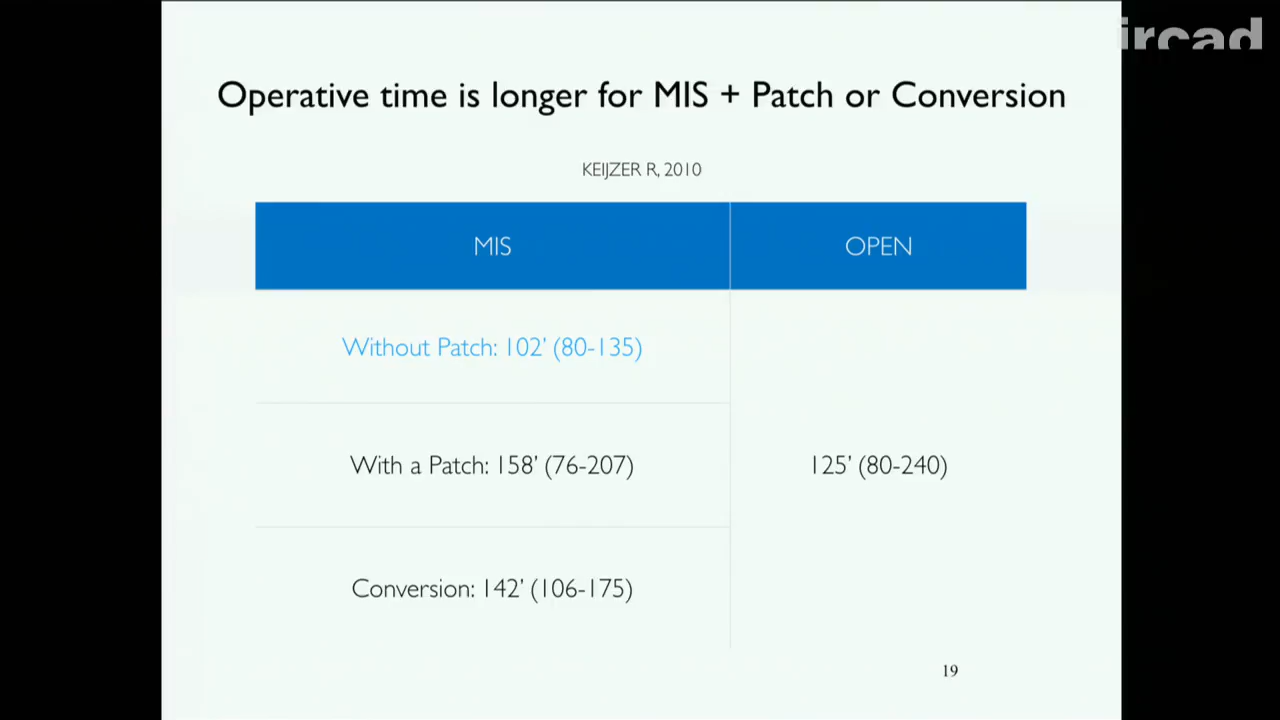 ircad
Operative time is longer for MIS + Patch or Conversion
KEIJZER R, 2010
MIS
OPEN
Without Patch: 102’ (80-135)
With a Patch: 158’ (76-207)
125’ (80-240)
Conversion: 142’ (106-175)
19